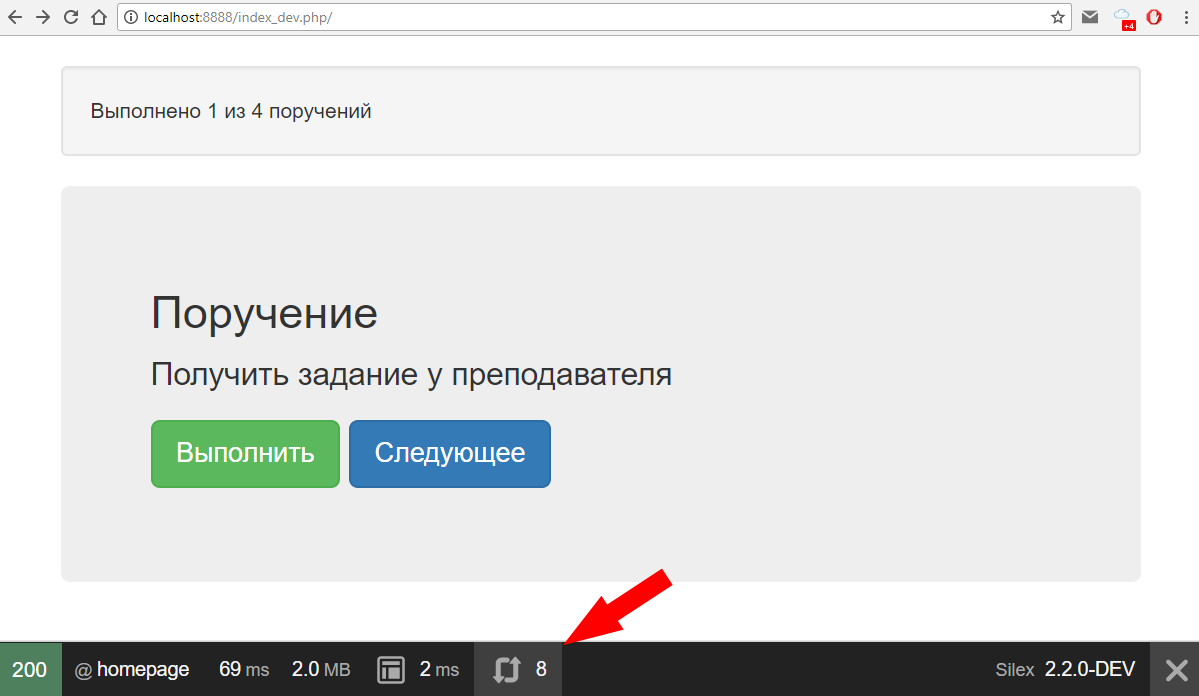 localhost:8888/index_dev.php/
+4
Выполнено 1 из 4 поручений
Поручение
Получить задание у преподавателя
Выполнить Следующее
200 @ homepage 69 ms 2.0 MB 2 ms 8 Silex 2.2.0-DEV